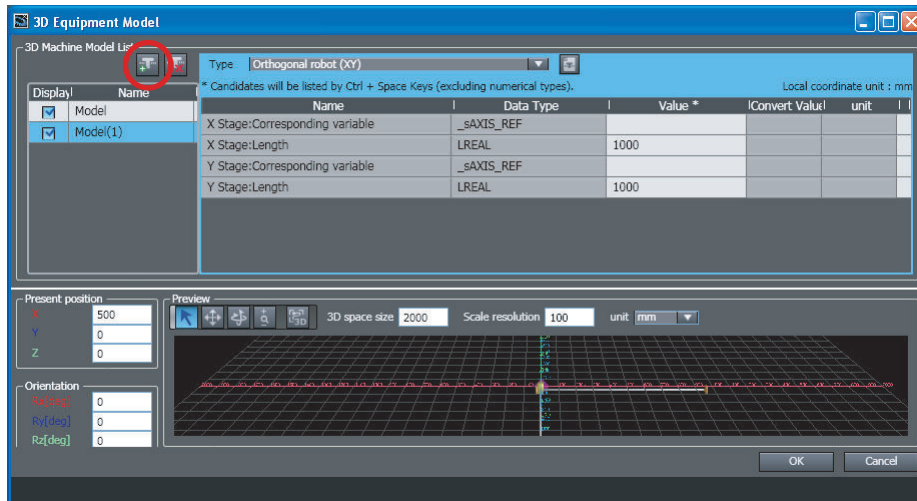 3D Equipment Model
3D Machine Model List
Type Orthogonal robot (XY)
* Candidates will be listed by Ctrl + Space Keys (excluding numerical types). Local coordinate unit : mm
Display Name
Name Data Type Value * Convert Value unit
Model
Model(1)
X Stage:Corresponding variable _sAXIS_REF
X Stage:Length LREAL 1000
Y Stage:Corresponding variable _sAXIS_REF
Y Stage:Length LREAL 1000
Present position
X 500
Y 0
Z 0
Orientation
Rx[deg] 0
Ry[deg] 0
Rz[deg] 0
Preview
3D
3D space size 2000 Scale resolution 100 unit mm
OK Cancel